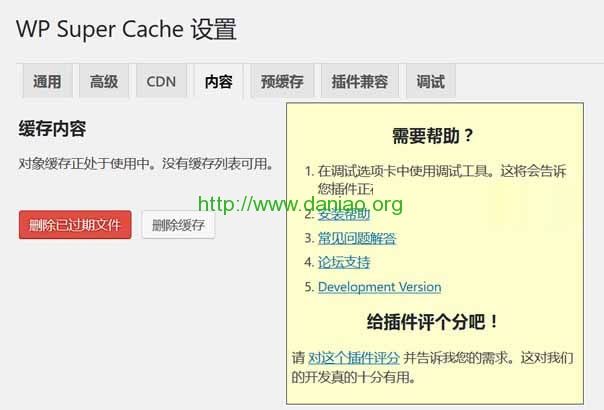 WP Super Cache 设置
通用 高级 CDN 内容 预缓存 插件兼容 调试
缓存内容
对象缓存正处于使用中。没有缓存列表可用。
删除已过期文件 删除缓存
需要帮助？
1. 在调试选项卡中使用调试工具。这将会告诉
您插件正在
http://www.daniao.org
2. 安装帮助
3. 常见问题解答
4. 论坛支持
5. Development Version
给插件评个分吧！
请 对这个插件评分 并告诉我您的需求。这对我们
的开发真的十分有用。